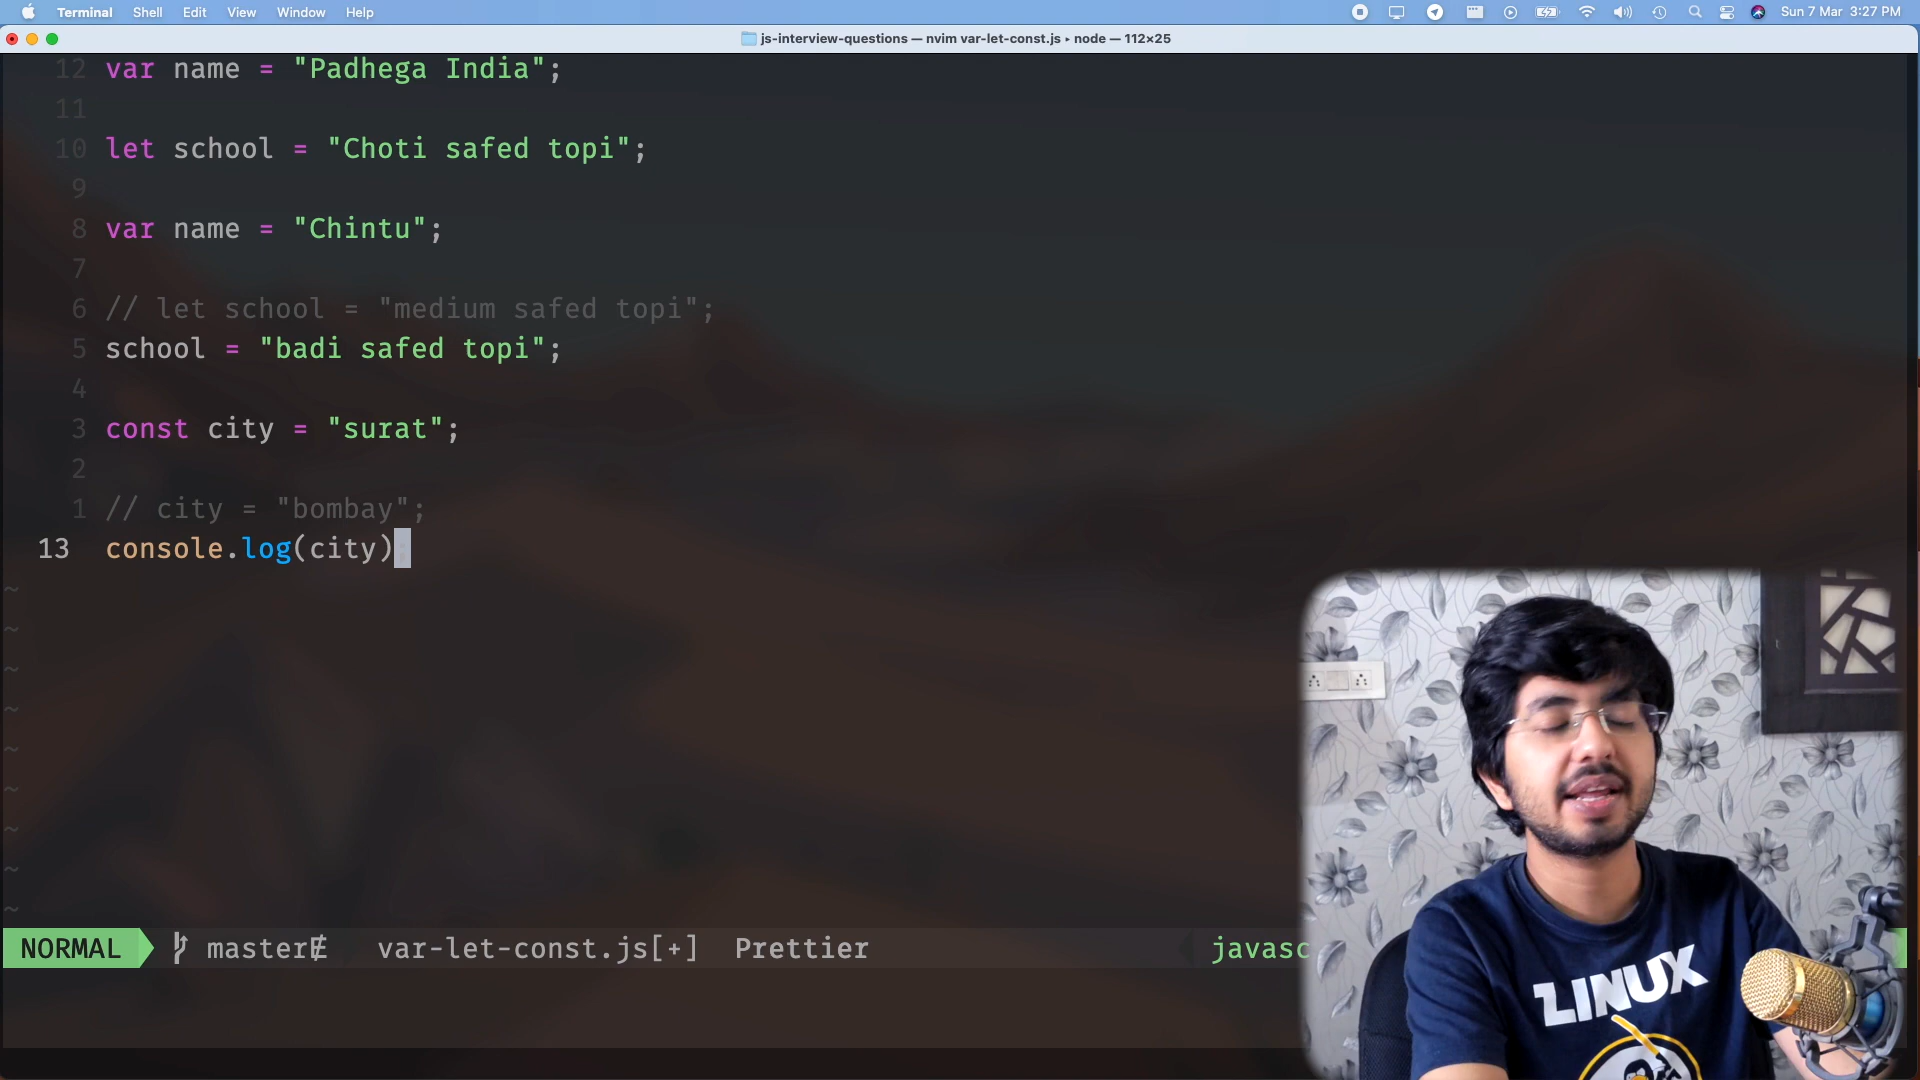 Terminal Shell Edit View Window Help Sun 7 Mar 3:27 PM
js-interview-questions — nvim var-let-const.js ▸ node — 112×25
12 var name = "Padhega India";
11
10 let school = "Choti safed topi";
9
8 var name = "Chintu";
7
6 // let school = "medium safed topi";
5 school = "badi safed topi";
4
3 const city = "surat";
2
1 // city = "bombay";
13 console.log(city);
~
~
~
~
~
~
~
~
~
NORMAL master var-let-const.js[+] Prettier javasc
LINUX